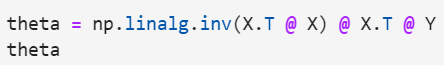 theta = np.linalg.inv(X.T @ X) @ X.T @ Y
theta